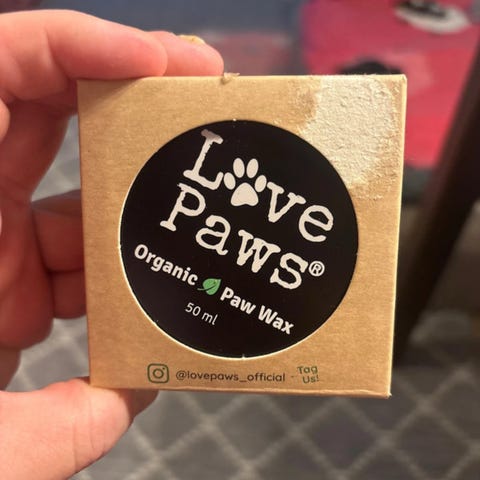 Love
Paws®
Organic Paw Wax
50 ml
@lovepaws_official - Tag
Us!